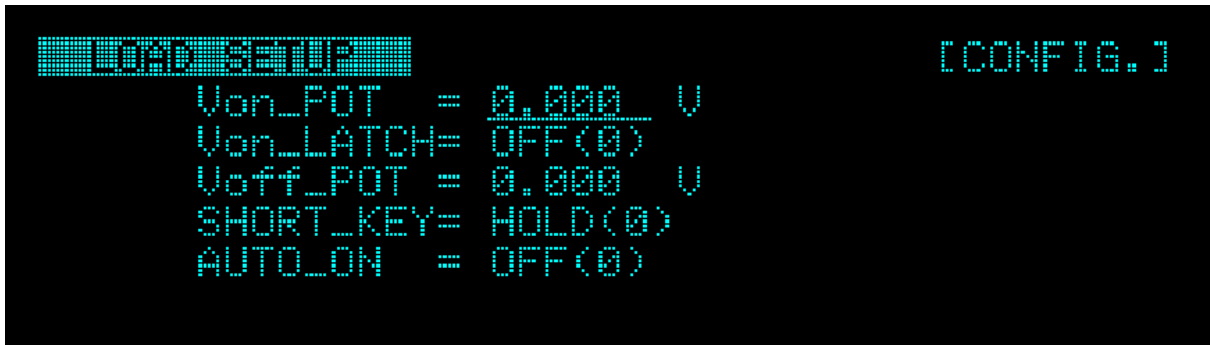 LOAD SETUP [CONFIG.]
Von_POT = 0.000 V
Von_LATCH= OFF(0)
Voff_POT = 0.000 V
SHORT_KEY= HOLD(0)
AUTO_ON = OFF(0)